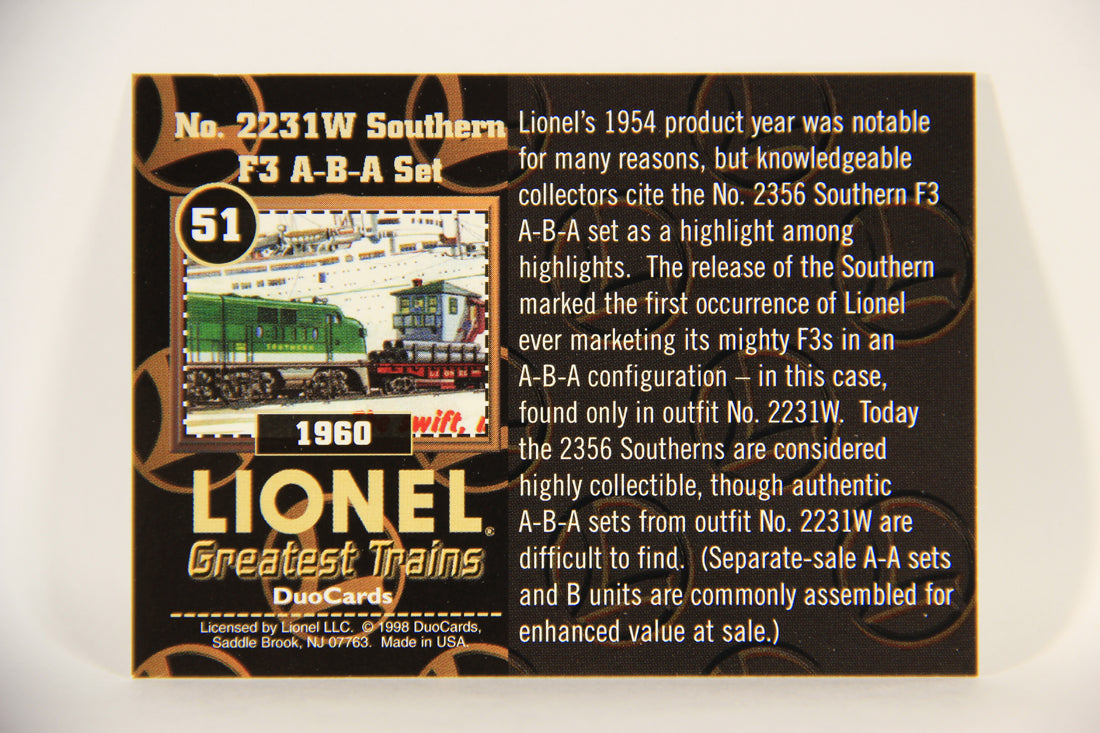 No. 2231W Southern
F3 A-B-A Set
51
SOUTHERN
LIONEL
swift,
1960
LIONEL®
Greatest Trains
DuoCards
Licensed by Lionel LLC. © 1998 DuoCards,
Saddle Brook, NJ 07763. Made in USA.
Lionel's 1954 product year was notable
for many reasons, but knowledgeable
collectors cite the No. 2356 Southern F3
A-B-A set as a highlight among
highlights. The release of the Southern
marked the first occurrence of Lionel
ever marketing its mighty F3s in an
A-B-A configuration – in this case,
found only in outfit No. 2231W. Today
the 2356 Southerns are considered
highly collectible, though authentic
A-B-A sets from outfit No. 2231W are
difficult to find. (Separate-sale A-A sets
and B units are commonly assembled for
enhanced value at sale.)